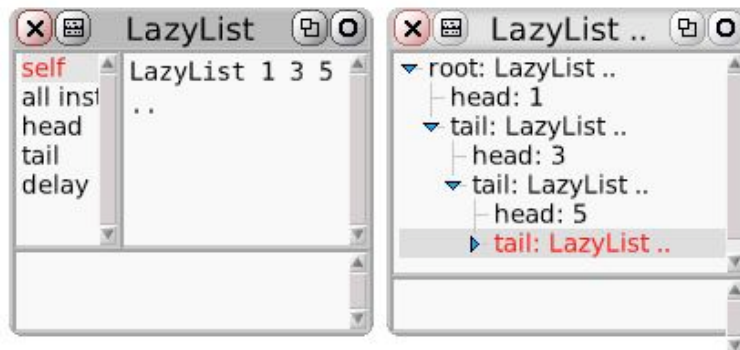 LazyList
self
all inst
head
tail
delay
LazyList 1 3 5
..
LazyList ..
root: LazyList ..
head: 1
tail: LazyList ..
head: 3
tail: LazyList ..
head: 5
tail: LazyList ..